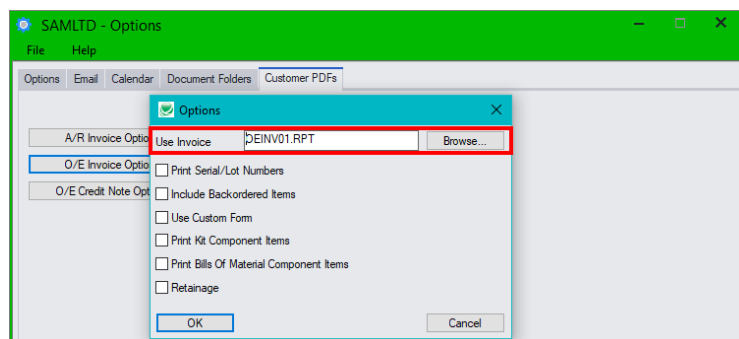 SAMLTD - Options
File Help
Options Email Calendar Document Folders Customer PDFs
Options
A/R Invoice Optio
Use Invoice OEINV01.RPT Browse...
O/E Invoice Optio
Print Serial/Lot Numbers
O/E Credit Note Opt
Include Backordered Items
Use Custom Form
Print Kit Component Items
Print Bills Of Material Component Items
Retainage
OK Cancel